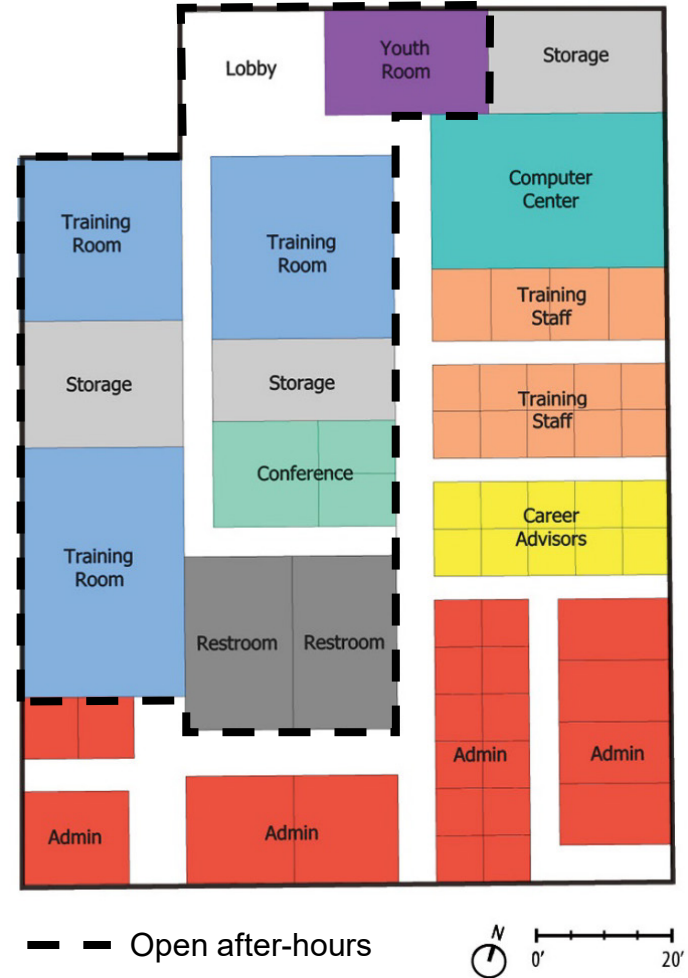 Lobby
Youth
Room
Storage
Training
Room
Training
Room
Computer
Center
Training
Staff
Storage
Storage
Training
Staff
Conference
Career
Advisors
Training
Room
Restroom
Restroom
Admin
Admin
Admin
Admin
Open after-hours
N
0'
20'